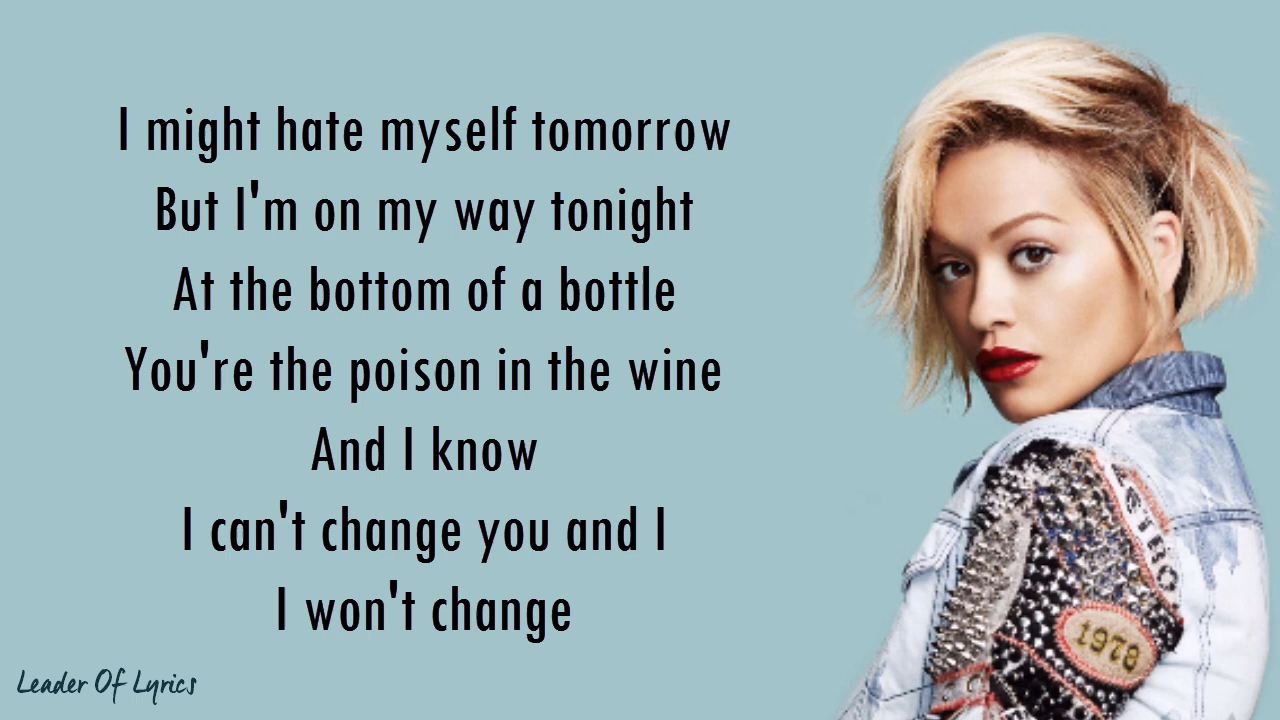 I might hate myself tomorrow
But I'm on my way tonight
At the bottom of a bottle
You're the poison in the wine
And I know
I can't change you and I
I won't change
Leader Of Lyrics
1978